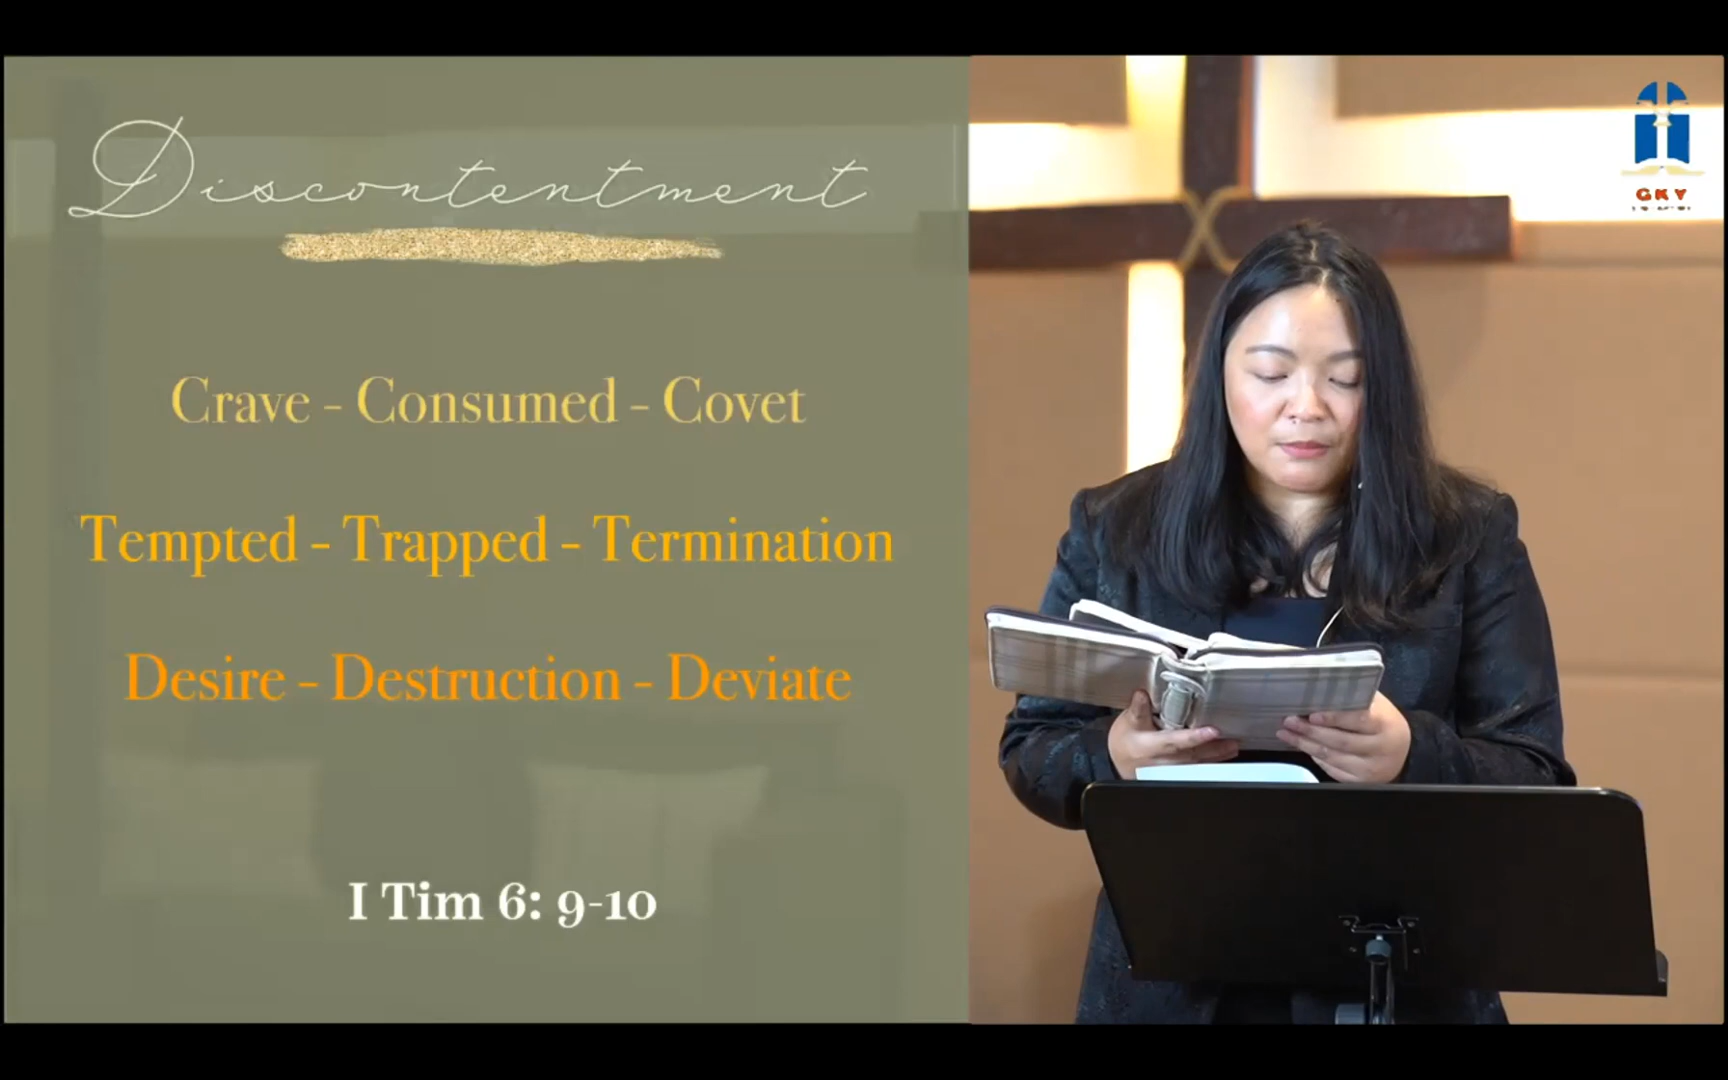 Discontentment
Crave - Consumed - Covet
Tempted - Trapped - Termination
Desire - Destruction - Deviate
I Tim 6: 9-10
GKY